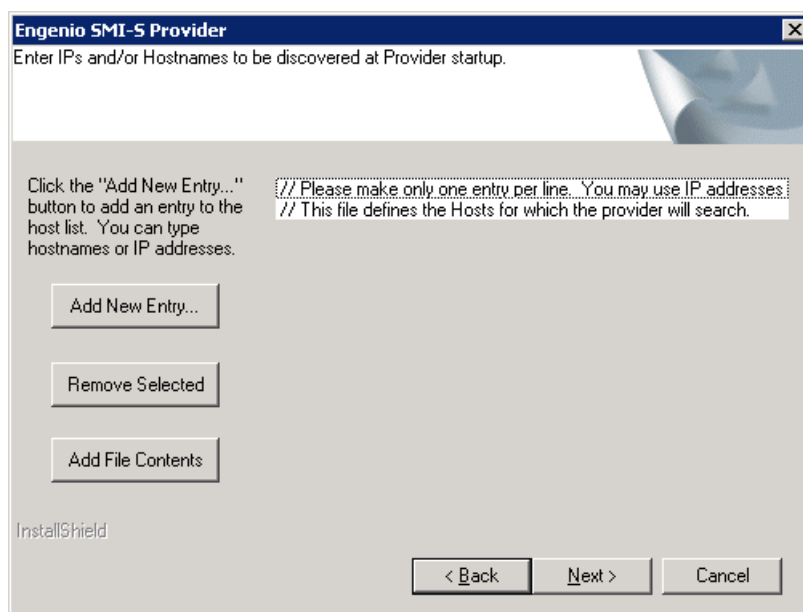 Engenio SMI-S Provider
Enter IPs and/or Hostnames to be discovered at Provider startup.
Click the "Add New Entry..."
button to add an entry to the
host list. You can type
hostnames or IP addresses.
// Please make only one entry per line. You may use IP addresses
// This file defines the Hosts for which the provider will search.
Add New Entry...
Remove Selected
Add File Contents
InstallShield
< Back
Next >
Cancel